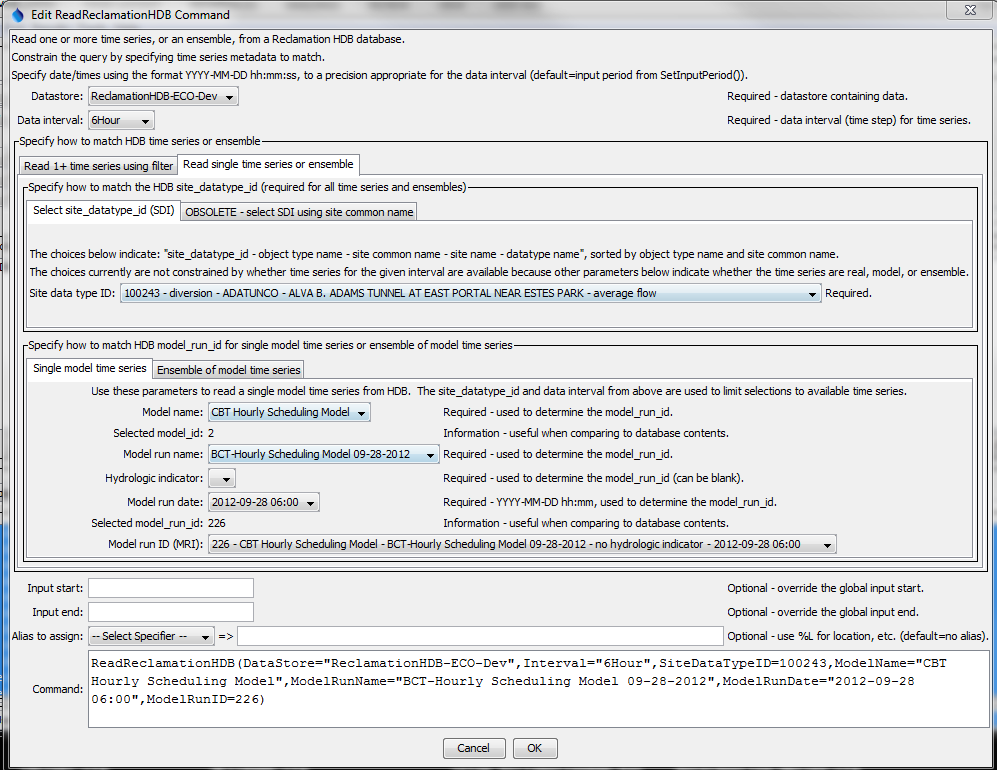 Edit ReadReclamationHDB Command
Read one or more time series, or an ensemble, from a Reclamation HDB database.
Constrain the query by specifying time series metadata to match.
Specify date/times using the format YYYY-MM-DD hh:mm:ss, to a precision appropriate for the data interval (default=input period from SetInputPeriod()).
Datastore: ReclamationHDB-ECO-Dev Required - datastore containing data.
Data interval: 6Hour Required - data interval (time step) for time series.
Specify how to match HDB time series or ensemble
Read 1+ time series using filter Read single time series or ensemble
Specify how to match the HDB site_datatype_id (required for all time series and ensembles)
Select site_datatype_id (SDI) OBSOLETE - select SDI using site common name
The choices below indicate: "site_datatype_id - object type name - site common name - site name - datatype name", sorted by object type name and site common name.
The choices currently are not constrained by whether time series for the given interval are available because other parameters below indicate whether the time series are real, model, or ensemble.
Site data type ID: 100243 - diversion - ADATUNCO - ALVA B. ADAMS TUNNEL AT EAST PORTAL NEAR ESTES PARK - average flow Required.
Specify how to match HDB model_run_id for single model time series or ensemble of model time series
Single model time series Ensemble of model time series
Use these parameters to read a single model time series from HDB. The site_datatype_id and data interval from above are used to limit selections to available time series.
Model name: CBT Hourly Scheduling Model Required - used to determine the model_run_id.
Selected model_id: 2 Information - useful when comparing to database contents.
Model run name: BCT-Hourly Scheduling Model 09-28-2012 Required - used to determine the model_run_id.
Hydrologic indicator: Required - used to determine the model_run_id (can be blank).
Model run date: 2012-09-28 06:00 Required - YYYY-MM-DD hh:mm, used to determine the model_run_id.
Selected model_run_id: 226 Information - useful when comparing to database contents.
Model run ID (MRI): 226 - CBT Hourly Scheduling Model - BCT-Hourly Scheduling Model 09-28-2012 - no hydrologic indicator - 2012-09-28 06:00
Input start: Optional - override the global input start.
Input end: Optional - override the global input end.
Alias to assign: -- Select Specifier -- => Optional - use %L for location, etc. (default=no alias).
Command: ReadReclamationHDB(DataStore="ReclamationHDB-ECO-Dev",Interval="6Hour",SiteDataTypeID=100243,ModelName="CBT
Hourly Scheduling Model",ModelRunName="BCT-Hourly Scheduling Model 09-28-2012",ModelRunDate="2012-09-28
06:00",ModelRunID=226)
Cancel OK